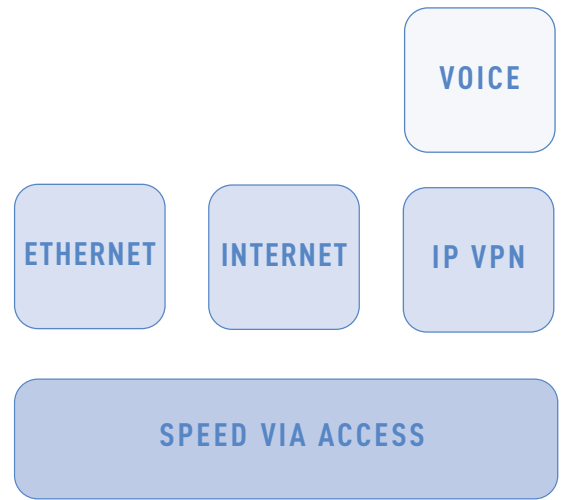 VOICE
ETHERNET
INTERNET
IP VPN
SPEED VIA ACCESS